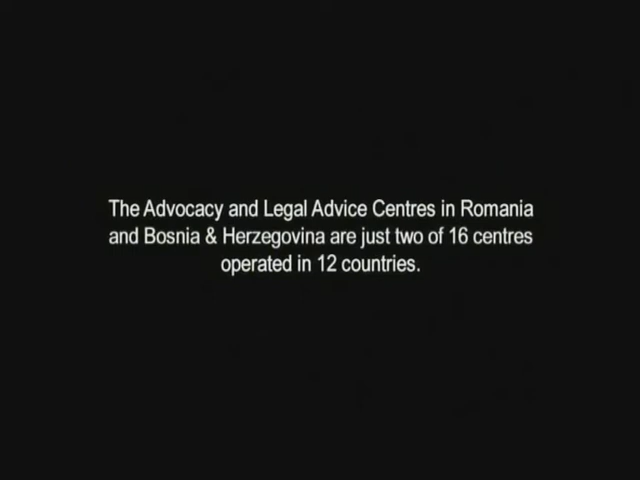 The Advocacy and Legal Advice Centres in Romania
and Bosnia & Herzegovina are just two of 16 centres
operated in 12 countries.